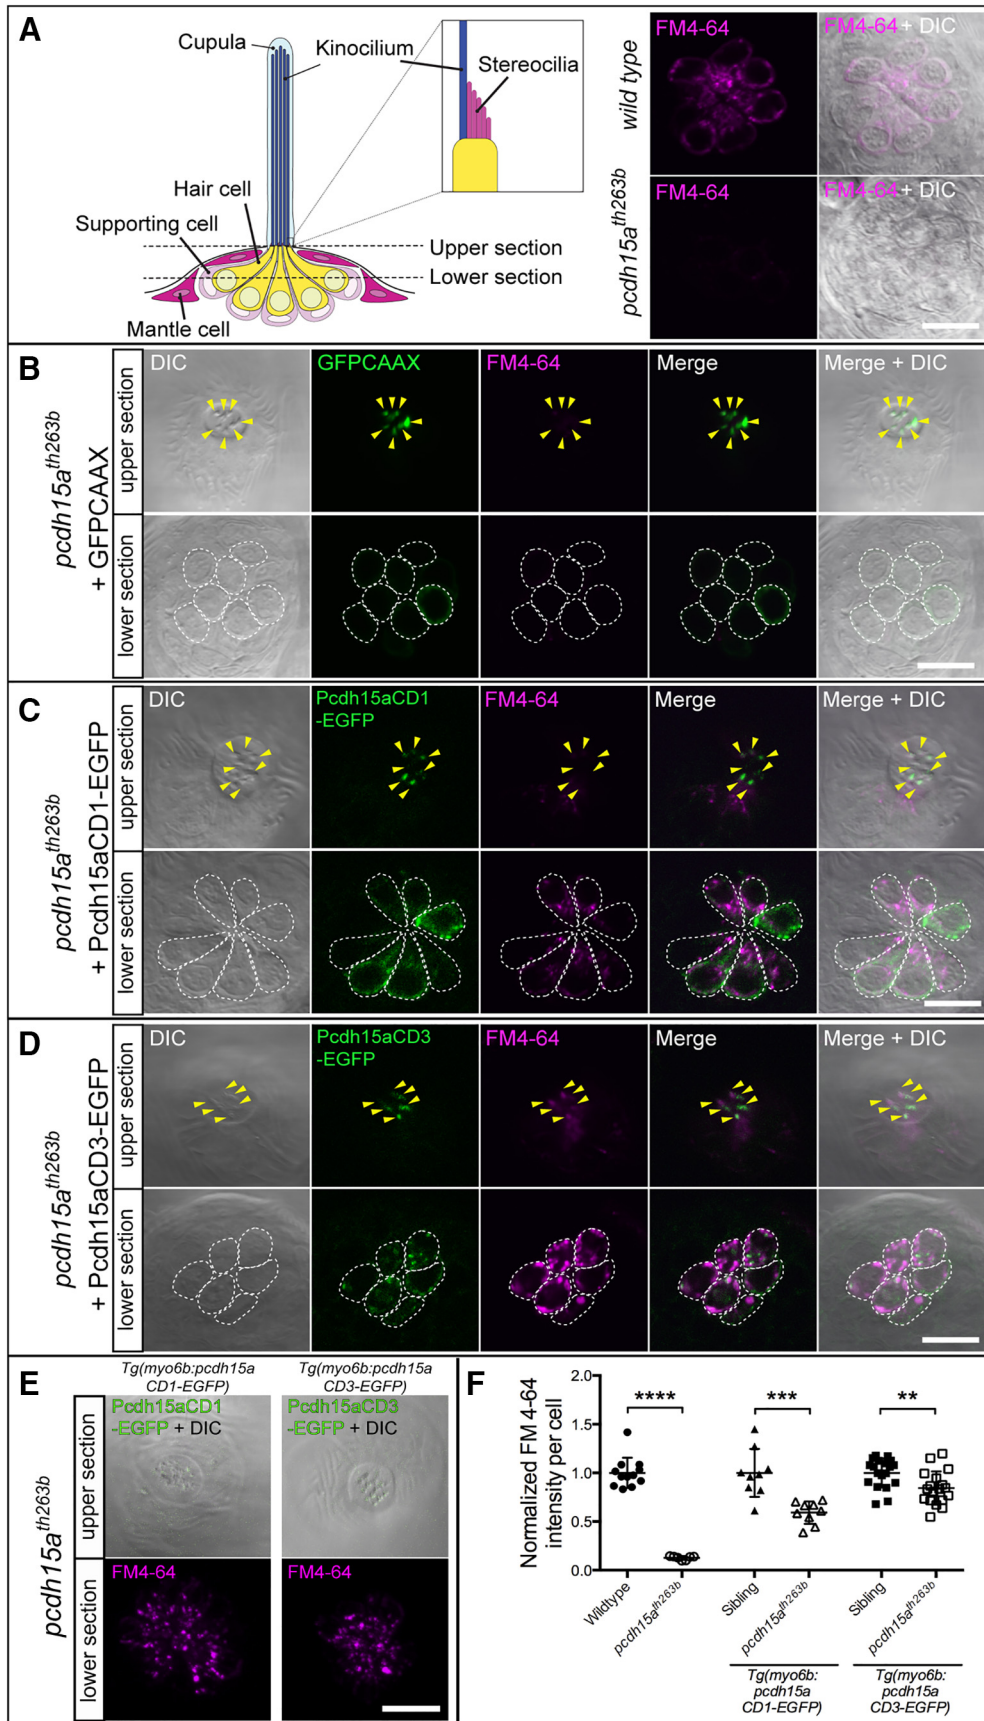 A
Cupula
Kinocilium
Stereocilia
Hair cell
Supporting cell
Upper section
Lower section
Mantle cell
wild type
pcdh15a^th263b
FM4-64
FM4-64 + DIC
FM4-64
FM4-64 + DIC
B
pcdh15a^th263b
+ GFPCAAX
upper section
lower section
DIC
GFPCAAX
FM4-64
Merge
Merge + DIC
C
pcdh15a^th263b
+ Pcdh15aCD1-EGFP
upper section
lower section
DIC
Pcdh15aCD1
-EGFP
FM4-64
Merge
Merge + DIC
D
pcdh15a^th263b
+ Pcdh15aCD3-EGFP
upper section
lower section
DIC
Pcdh15aCD3
-EGFP
FM4-64
Merge
Merge + DIC
E
pcdh15a^th263b
upper section
lower section
Tg(myo6b:pcdh15a
CD1-EGFP)
Tg(myo6b:pcdh15a
CD3-EGFP)
Pcdh15aCD1
-EGFP + DIC
Pcdh15aCD3
-EGFP + DIC
FM4-64
FM4-64
F
Normalized FM 4-64
intensity per cell
2.0
1.5
1.0
0.5
0.0
****
***
**
Wildtype
pcdh15a^th263b
Sibling
pcdh15a^th263b
Sibling
pcdh15a^th263b
Tg(myo6b:
pcdh15a
CD1-EGFP)
Tg(myo6b:
pcdh15a
CD3-EGFP)